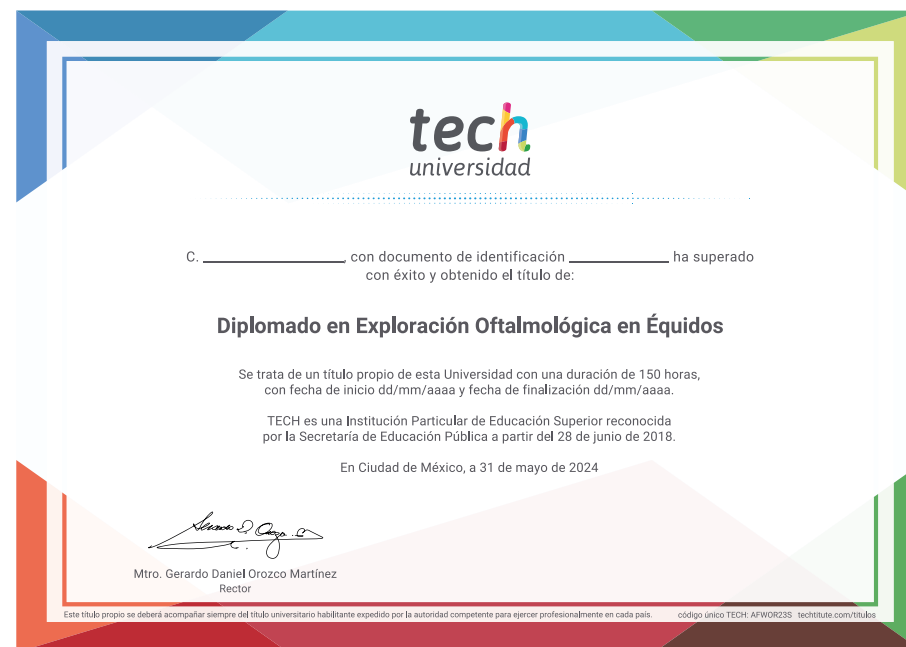 tech
universidad
C. ____________, con documento de identificación ____________ ha superado
con éxito y obtenido el título de:
Diplomado en Exploración Oftalmológica en Équidos
Se trata de un título propio de esta Universidad con una duración de 150 horas,
con fecha de inicio dd/mm/aaaa y fecha de finalización dd/mm/aaaa.
TECH es una Institución Particular de Educación Superior reconocida
por la Secretaría de Educación Pública a partir del 28 de junio de 2018.
En Ciudad de México, a 31 de mayo de 2024
Mtro. Gerardo Daniel Orozco Martínez
Rector
Este título propio se deberá acompañar siempre del título universitario habilitante expedido por la autoridad competente para ejercer profesionalmente en cada país. código único TECH: AFWOR23S techtitute.com/titulos